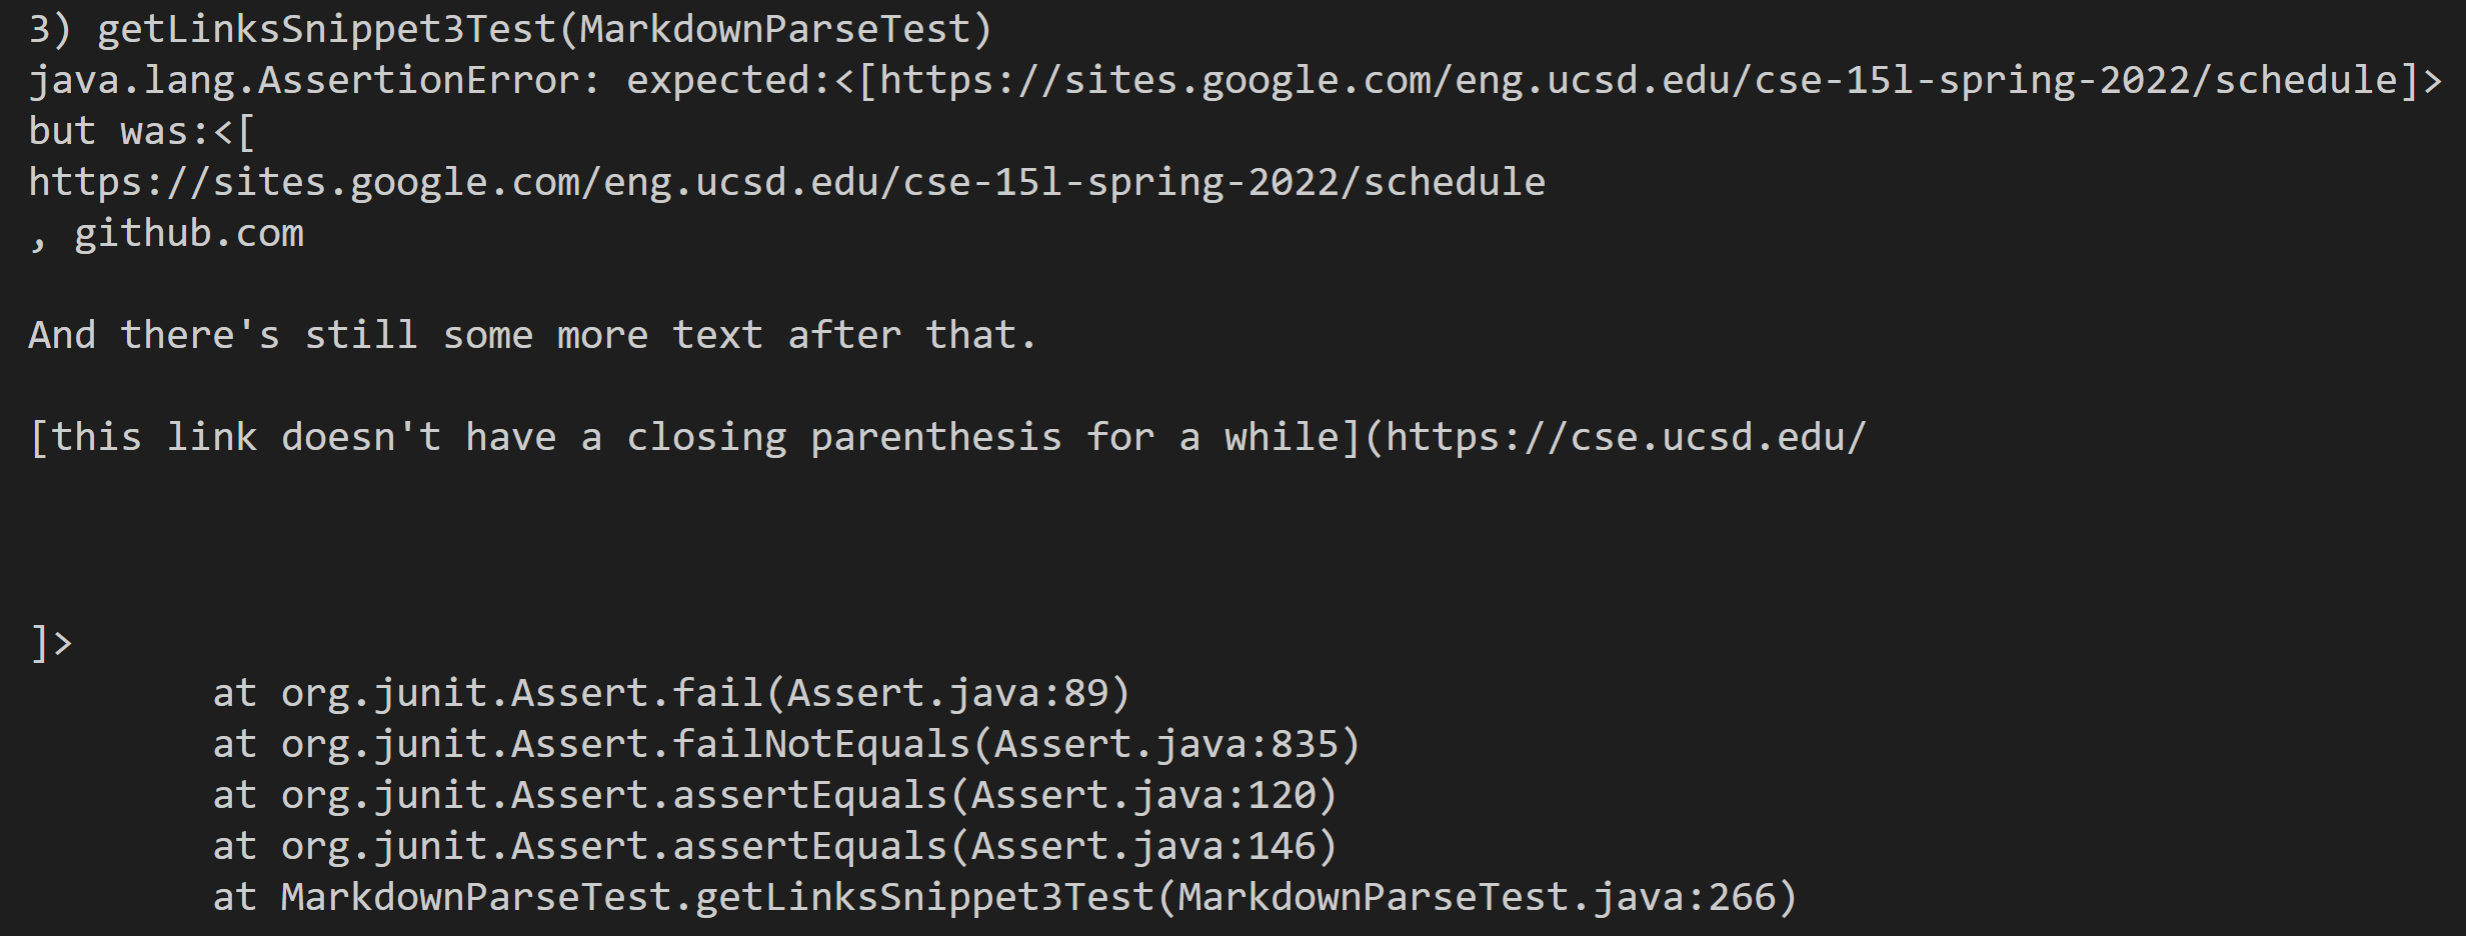 3) getLinksSnippet3Test(MarkdownParseTest)
java.lang.AssertionError: expected:<[https://sites.google.com/eng.ucsd.edu/cse-15l-spring-2022/schedule]>
but was:<[
https://sites.google.com/eng.ucsd.edu/cse-15l-spring-2022/schedule
, github.com
And there's still some more text after that.
[this link doesn't have a closing parenthesis for a while](https://cse.ucsd.edu/
]>
at org.junit.Assert.fail(Assert.java:89)
at org.junit.Assert.failNotEquals(Assert.java:835)
at org.junit.Assert.assertEquals(Assert.java:120)
at org.junit.Assert.assertEquals(Assert.java:146)
at MarkdownParseTest.getLinksSnippet3Test(MarkdownParseTest.java:266)